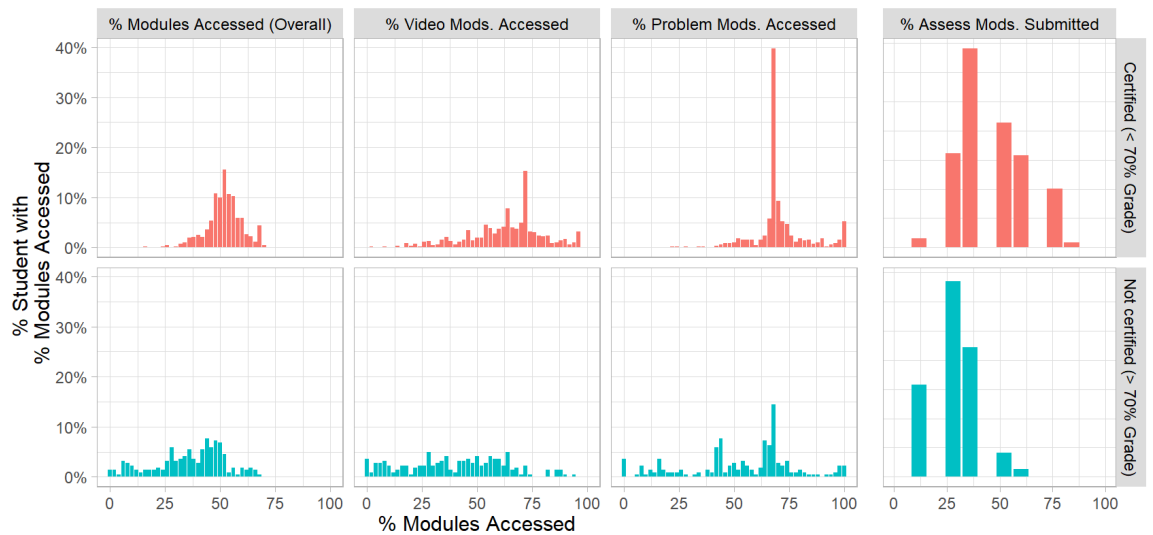 % Modules Accessed (Overall)
% Video Mods. Accessed
% Problem Mods. Accessed
% Assess Mods. Submitted
% Student with
% Modules Accessed
40%
30%
20%
10%
0%
Certified (< 70% Grade)
40%
30%
20%
10%
0%
Not certified (> 70% Grade)
0 25 50 75 100
0 25 50 75 100
0 25 50 75 100
0 25 50 75 100
% Modules Accessed